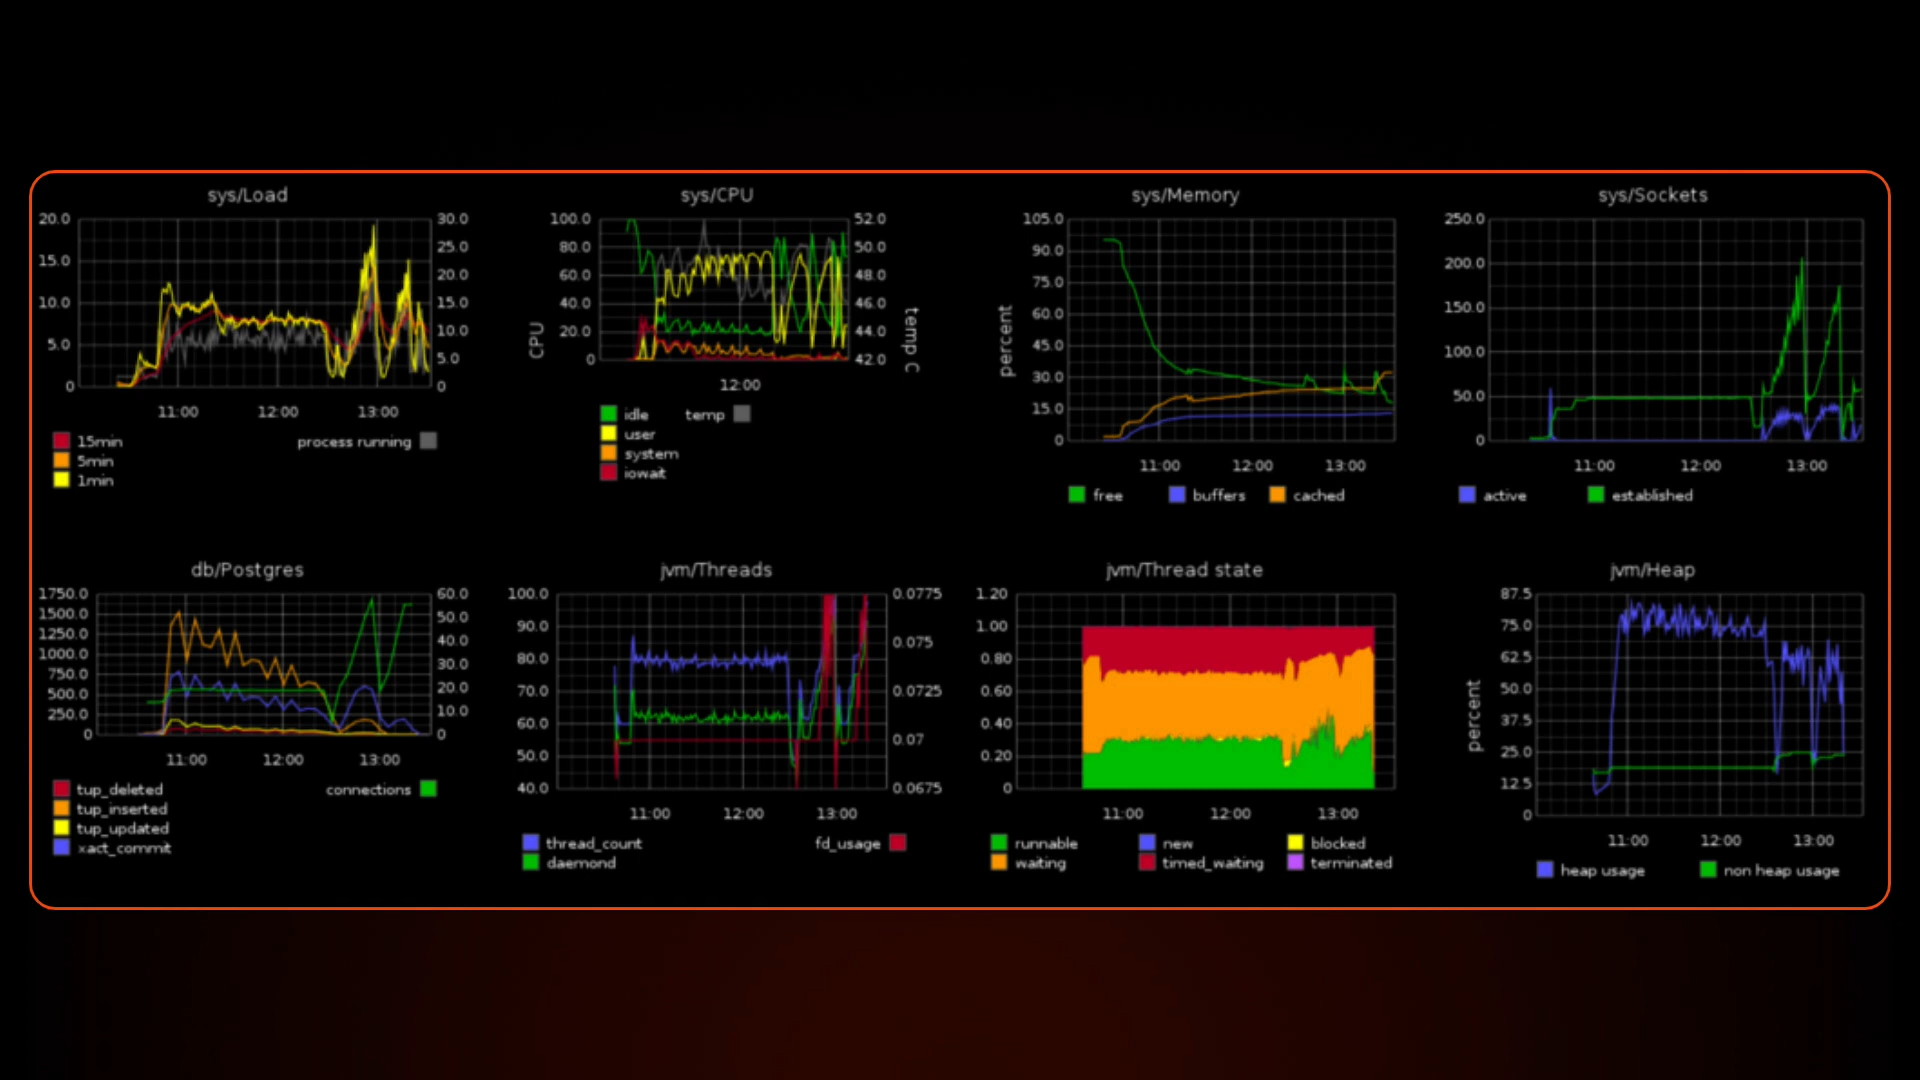 sys/Load
20.0
15.0
10.0
5.0
0
30.0
25.0
20.0
15.0
10.0
5.0
0
11:00 12:00 13:00
15min process running
5min
1min
sys/CPU
CPU
100.0
80.0
60.0
40.0
20.0
0
52.0
50.0
48.0
46.0
44.0
42.0
temp C
12:00
idle temp
user
system
iowait
sys/Memory
percent
105.0
90.0
75.0
60.0
45.0
30.0
15.0
0
11:00 12:00 13:00
free buffers cached
sys/Sockets
250.0
200.0
150.0
100.0
50.0
0
11:00 12:00 13:00
active established
db/Postgres
1750.0
1500.0
1250.0
1000.0
750.0
500.0
250.0
0
60.0
50.0
40.0
30.0
20.0
10.0
0
11:00 12:00 13:00
tup_deleted connections
tup_inserted
tup_updated
xact_commit
jvm/Threads
100.0
90.0
80.0
70.0
60.0
50.0
40.0
0.0775
0.075
0.0725
0.07
0.0675
11:00 12:00 13:00
thread_count fd_usage
daemond
jvm/Thread state
1.20
1.00
0.80
0.60
0.40
0.20
0
11:00 12:00 13:00
runnable new blocked
waiting timed_waiting terminated
jvm/Heap
percent
87.5
75.0
62.5
50.0
37.5
25.0
12.5
0
11:00 12:00 13:00
heap usage non heap usage